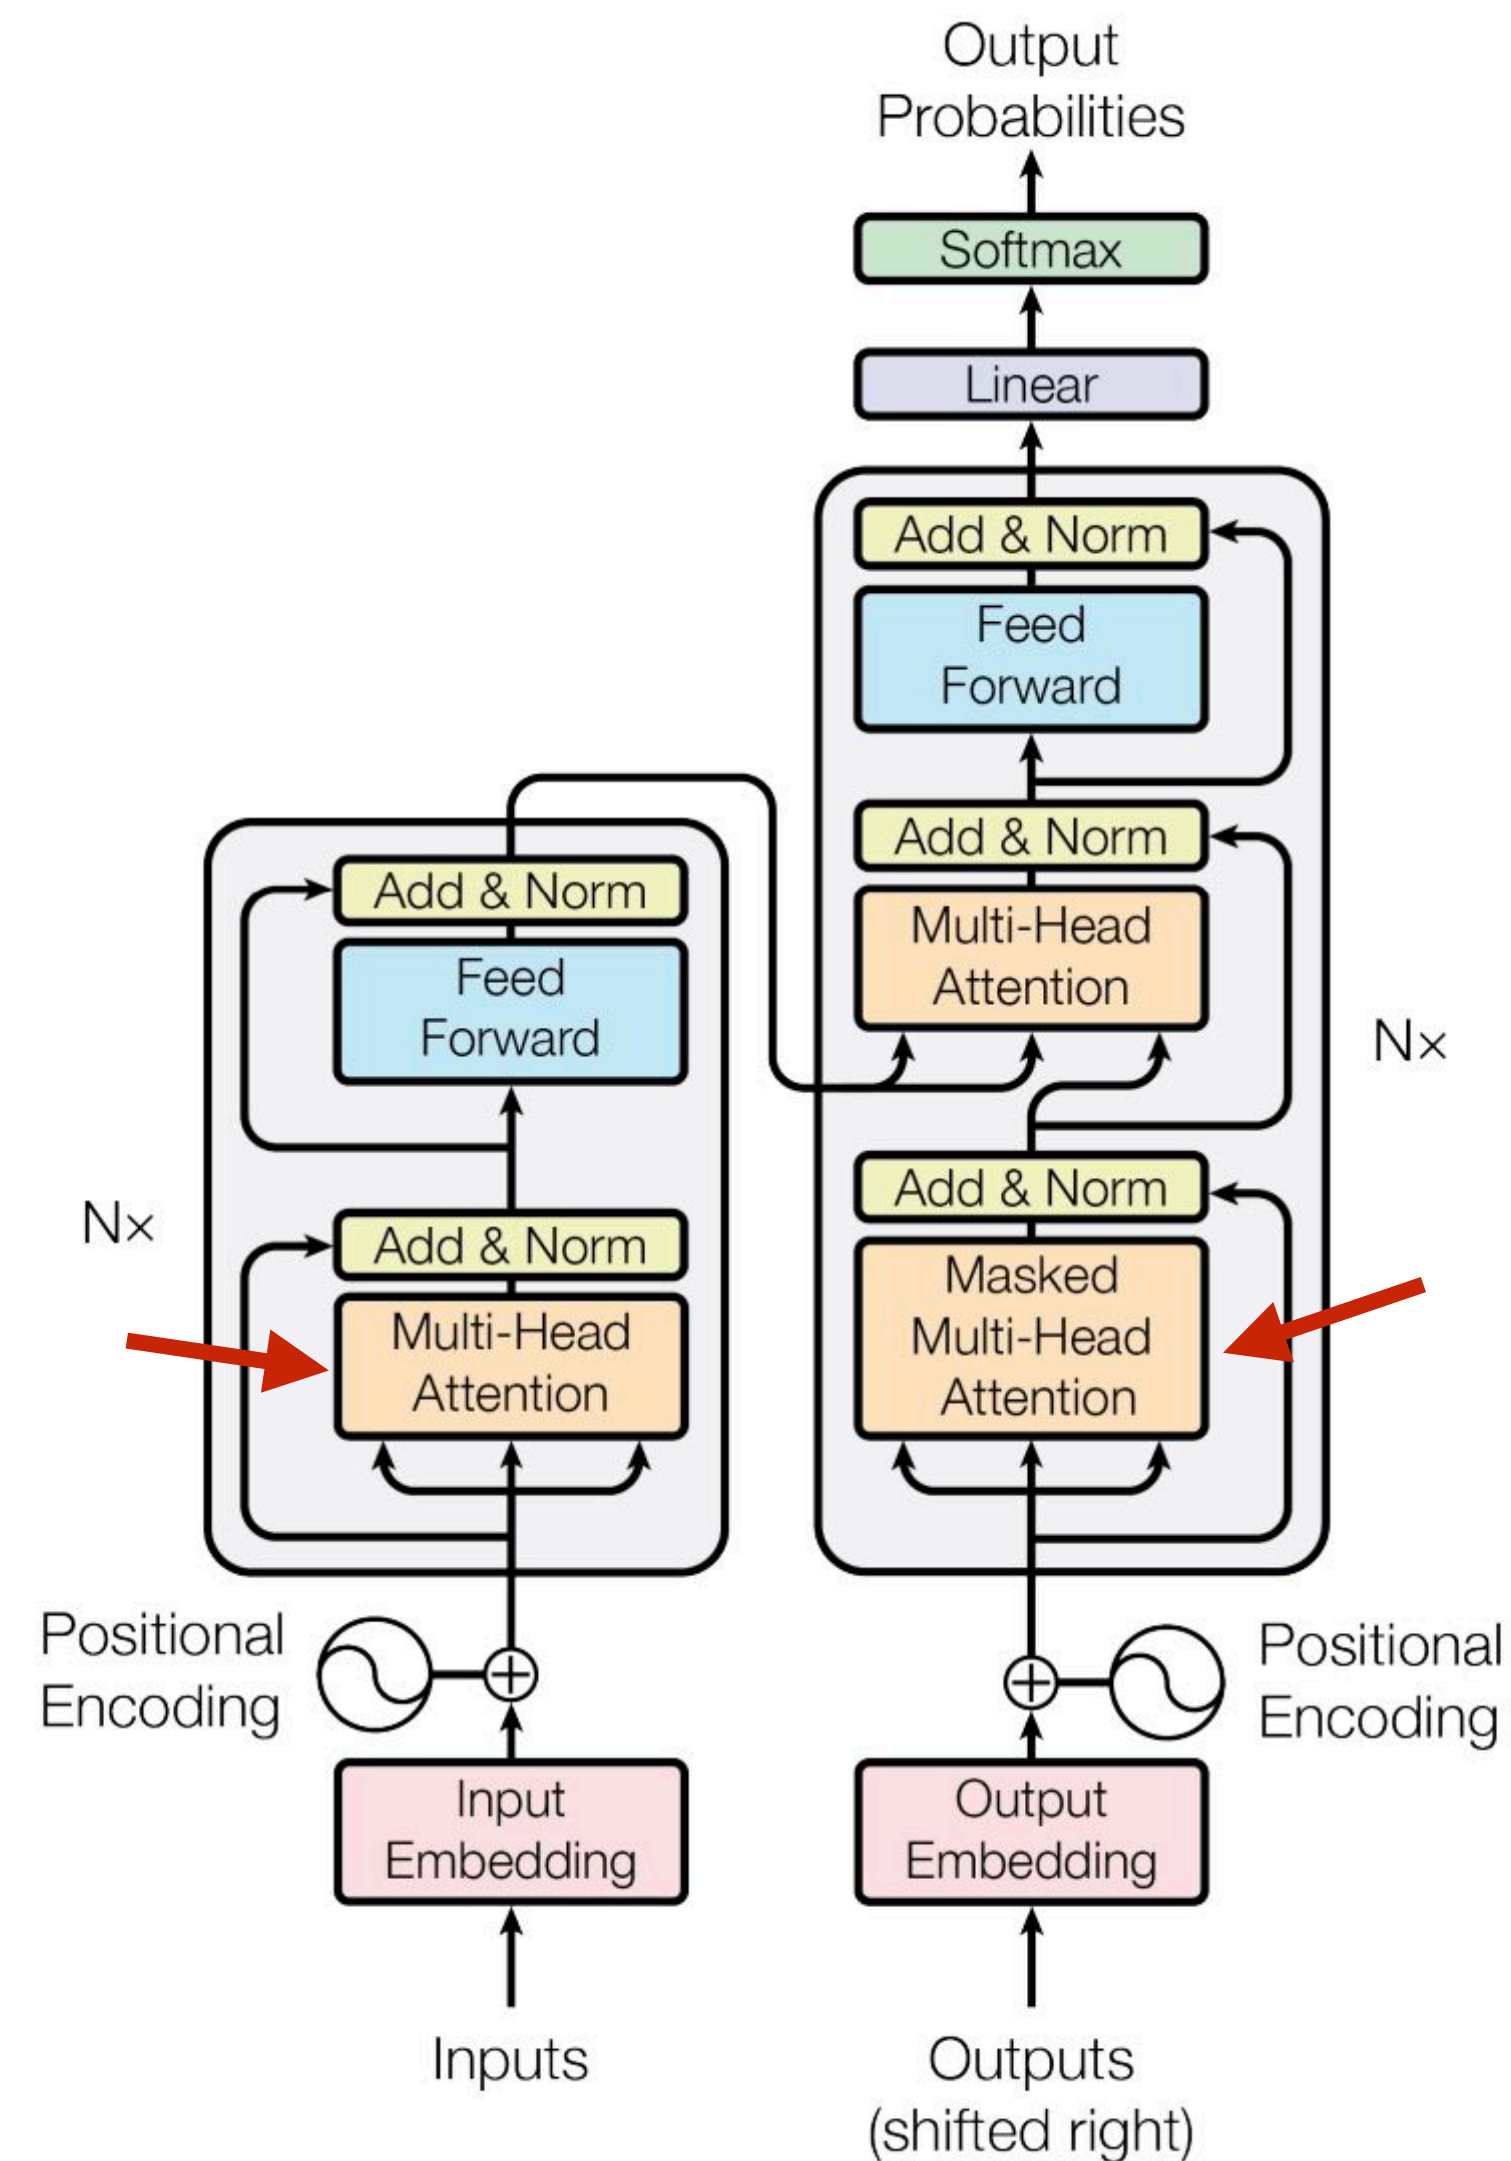 Output
Probabilities
Softmax
Linear
Add & Norm
Feed
Forward
Add & Norm
Multi-Head
Attention
Nx
Add & Norm
Masked
Multi-Head
Attention
Add & Norm
Feed
Forward
Nx
Add & Norm
Multi-Head
Attention
Positional
Encoding
Positional
Encoding
Input
Embedding
Output
Embedding
Inputs
Outputs
(shifted right)